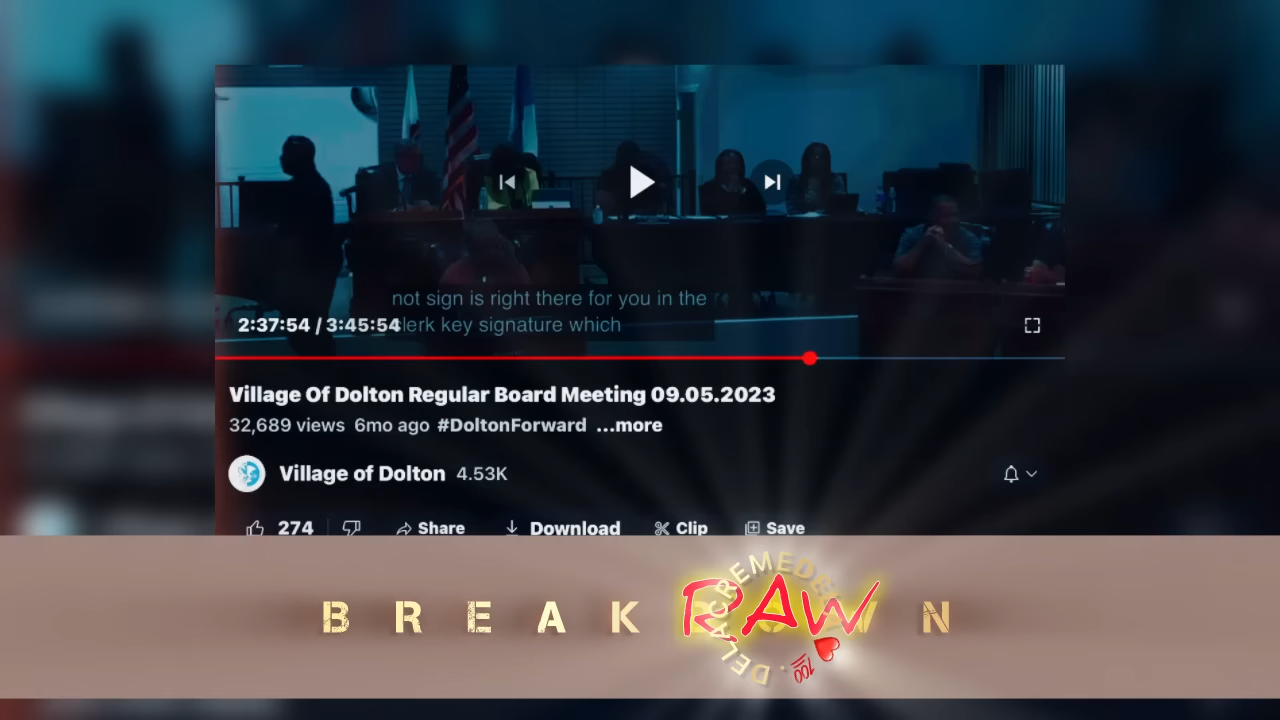 not sign is right there for you in the
2:37:54 / 3:45:54
lerk key signature which
Village Of Dolton Regular Board Meeting 09.05.2023
32,689 views 6mo ago #DoltonForward ...more
Village of Dolton 4.53K
274 Share Download Clip Save
BREAK
RAW
N
100